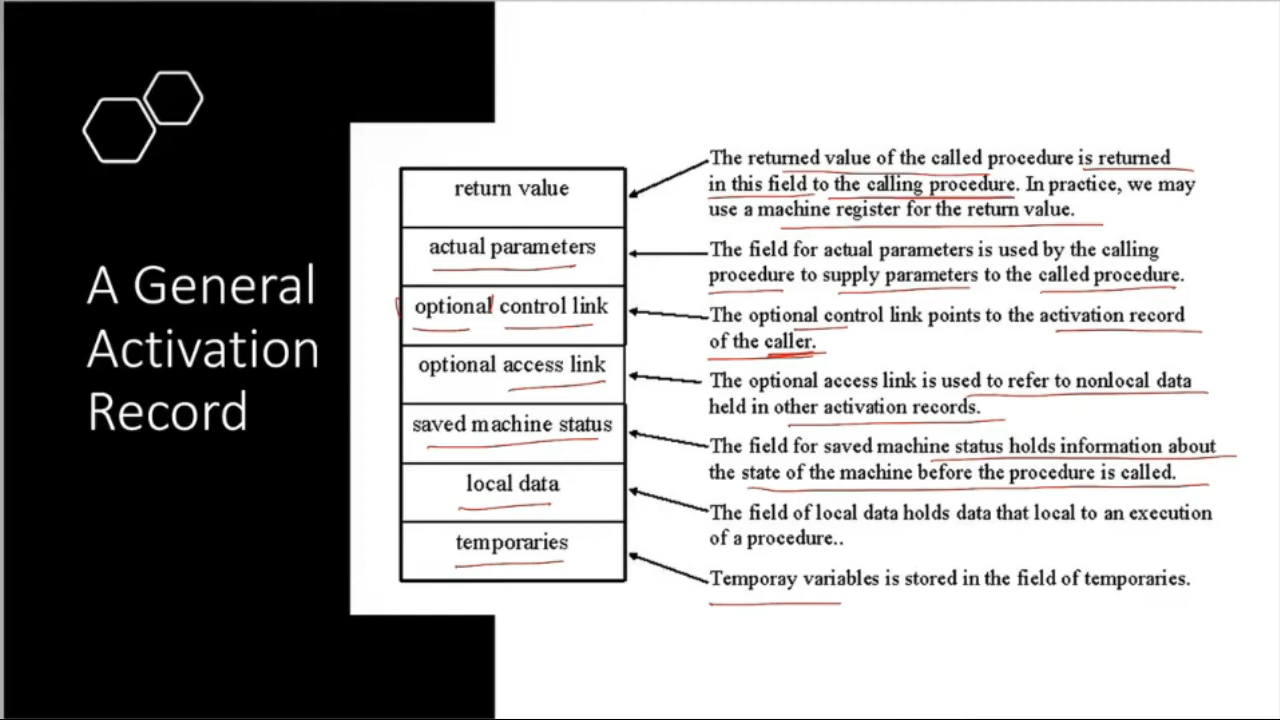 A General
Activation
Record
return value
actual parameters
optional control link
optional access link
saved machine status
local data
temporaries
The returned value of the called procedure is returned
in this field to the calling procedure. In practice, we may
use a machine register for the return value.
The field for actual parameters is used by the calling
procedure to supply parameters to the called procedure.
The optional control link points to the activation record
of the caller.
The optional access link is used to refer to nonlocal data
held in other activation records.
The field for saved machine status holds information about
the state of the machine before the procedure is called.
The field of local data holds data that local to an execution
of a procedure..
Temporay variables is stored in the field of temporaries.